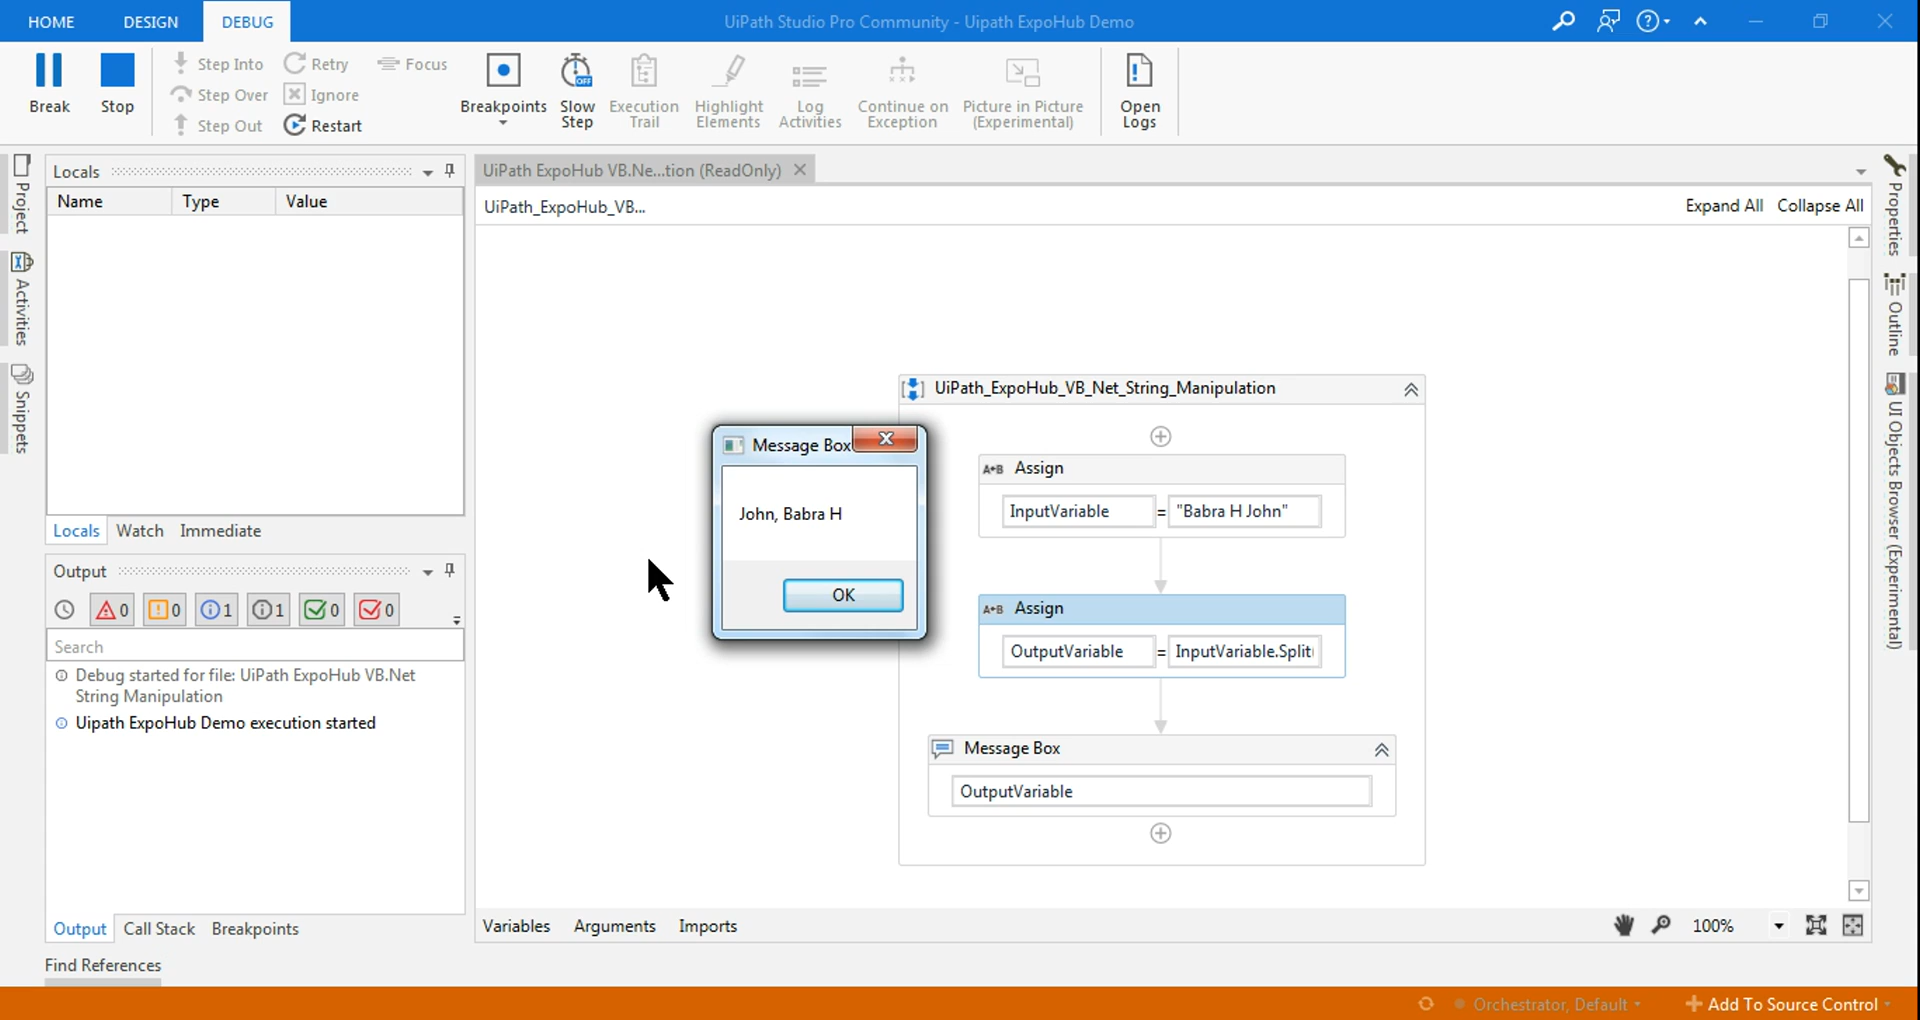 HOME DESIGN DEBUG UiPath Studio Pro Community - Uipath ExpoHub Demo
Break
Stop
Step Into
Step Over
Step Out
Retry
Ignore
Restart
Focus
Breakpoints
Slow
Step
Execution
Trail
Highlight
Elements
Log
Activities
Continue on
Exception
Picture in Picture
(Experimental)
Open
Logs
Project
Activities
Snippets
Locals
Name Type Value
Locals Watch Immediate
Output
0 0 1 1 0 0
Search
Debug started for file: UiPath ExpoHub VB.Net
String Manipulation
Uipath ExpoHub Demo execution started
Output Call Stack Breakpoints
Find References
UiPath ExpoHub VB.Ne...tion (ReadOnly)
UiPath_ExpoHub_VB...
Expand All Collapse All
UiPath_ExpoHub_VB_Net_String_Manipulation
A+B Assign
InputVariable = "Babra H John"
A+B Assign
OutputVariable = InputVariable.Split(
Message Box
OutputVariable
Message Box
John, Babra H
OK
Variables Arguments Imports
100%
Properties
Outline
UI Objects Browser (Experimental)
Orchestrator, Default
Add To Source Control